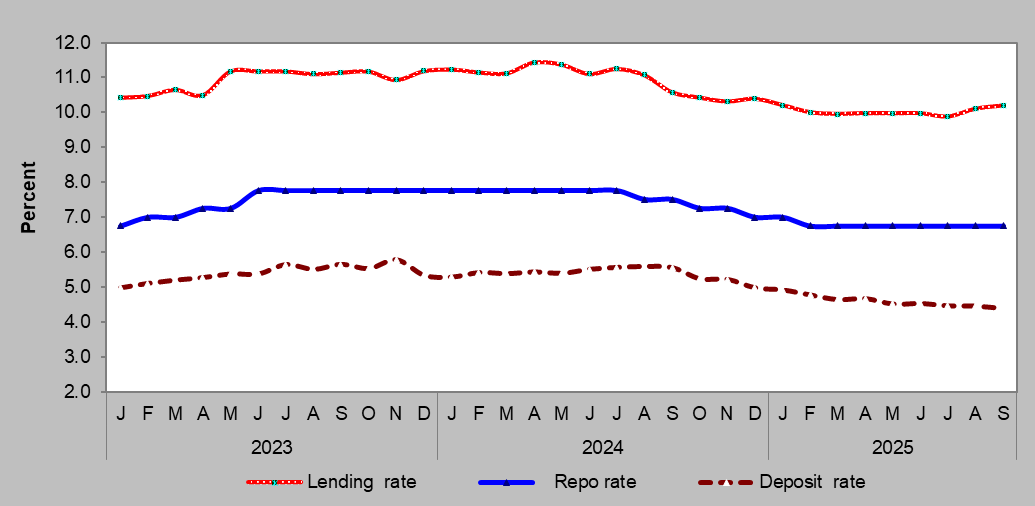 12.0
11.0
10.0
9.0
8.0
7.0
6.0
5.0
4.0
3.0
2.0
Percent
J F M A M J J A S O N D J F M A M J J A S O N D J F M A M J J A S
2023 2024 2025
Lending rate Repo rate Deposit rate